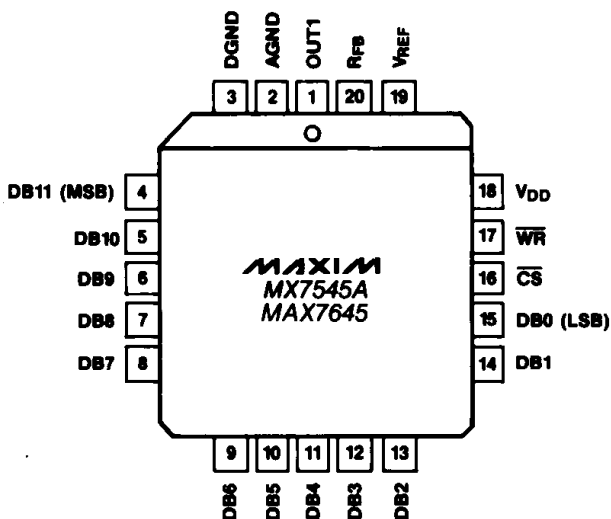 DGND AGND OUT1 RFB VREF
3 2 1 20 19
DB11 (MSB) 4 18 VDD
DB10 5 17 W̅R̅
DB9 6 16 C̅S̅
DB8 7 15 DB0 (LSB)
DB7 8 14 DB1
MAXIM
MX7545A
MAX7645
9 10 11 12 13
DB6 DB5 DB4 DB3 DB2